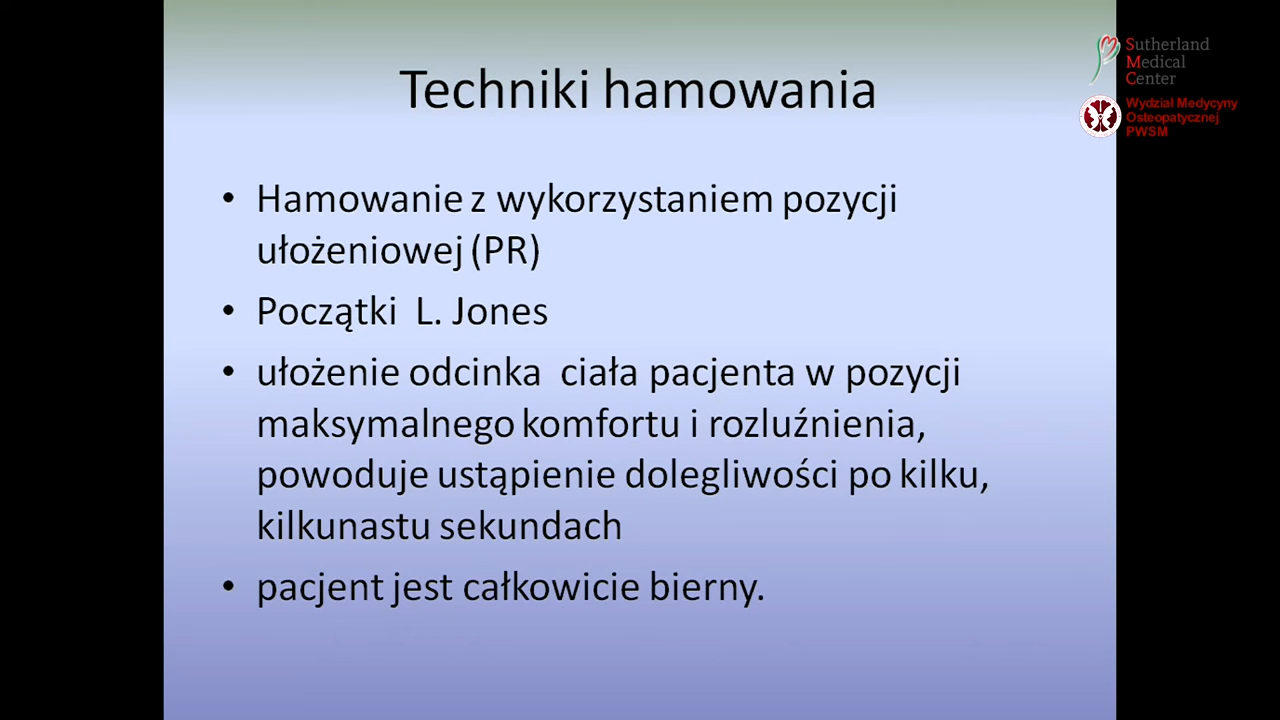 Techniki hamowania
Sutherland
Medical
Center
Wydział Medycyny
Osteopatycznej
PWSM
• Hamowanie z wykorzystaniem pozycji
ułożeniowej (PR)
• Początki L. Jones
• ułożenie odcinka ciała pacjenta w pozycji
maksymalnego komfortu i rozluźnienia,
powoduje ustąpienie dolegliwości po kilku,
kilkunastu sekundach
• pacjent jest całkowicie bierny.